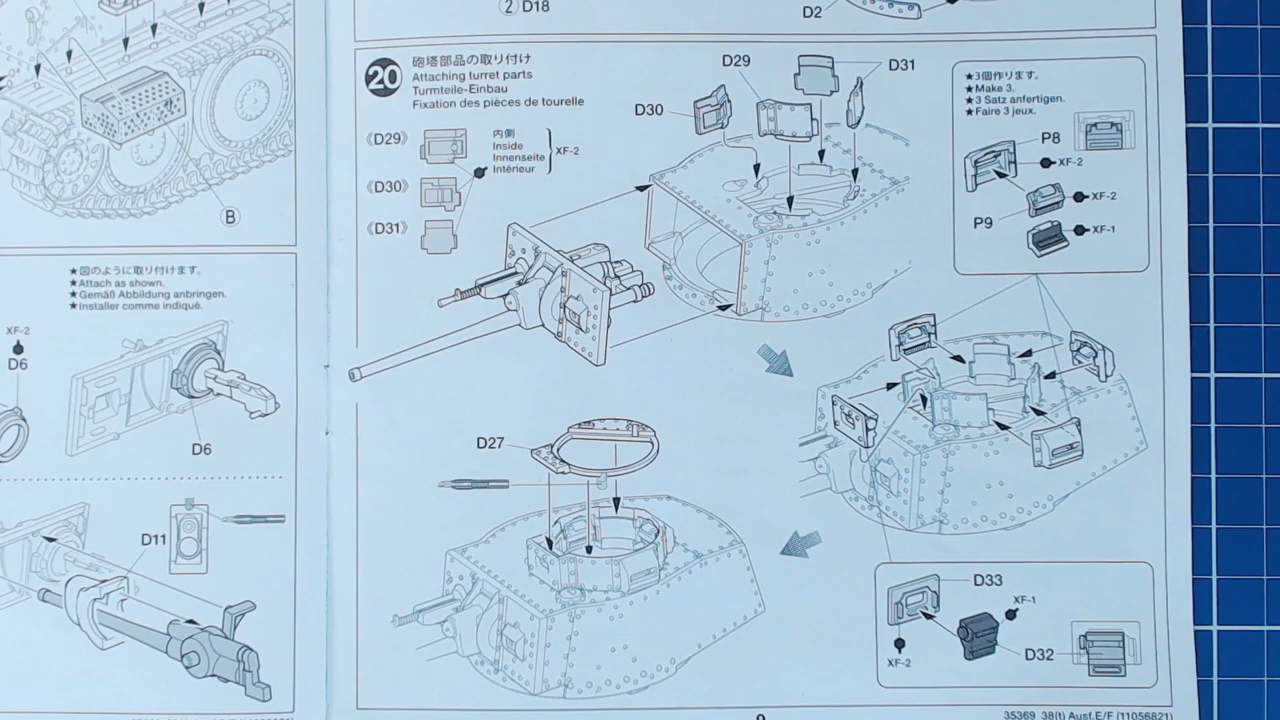 B
★図のように取り付けます。
★Attach as shown.
★Gemäß Abbildung anbringen.
★Installer comme indiqué.
XF-2
D6
D6
D11
② D18
D2
20
砲塔部品の取り付け
Attaching turret parts
Turmteile-Einbau
Fixation des pièces de tourelle
《D29》
内側
Inside
Innenseite
Intérieur
XF-2
《D30》
《D31》
D29
D31
D30
★3個作ります。
★Make 3.
★3 Satz anfertigen.
★Faire 3 jeux.
P8
XF-2
XF-2
P9
XF-1
D27
D33
XF-1
D32
XF-2
9
35369 38(t) Ausf.E/F (11056821)